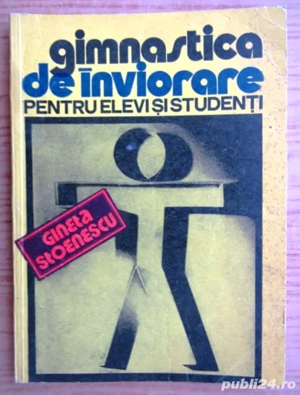 gimnastica
de înviorare
PENTRU ELEVI ȘI STUDENȚI
GINETA
STOENESCU
publi24.ro